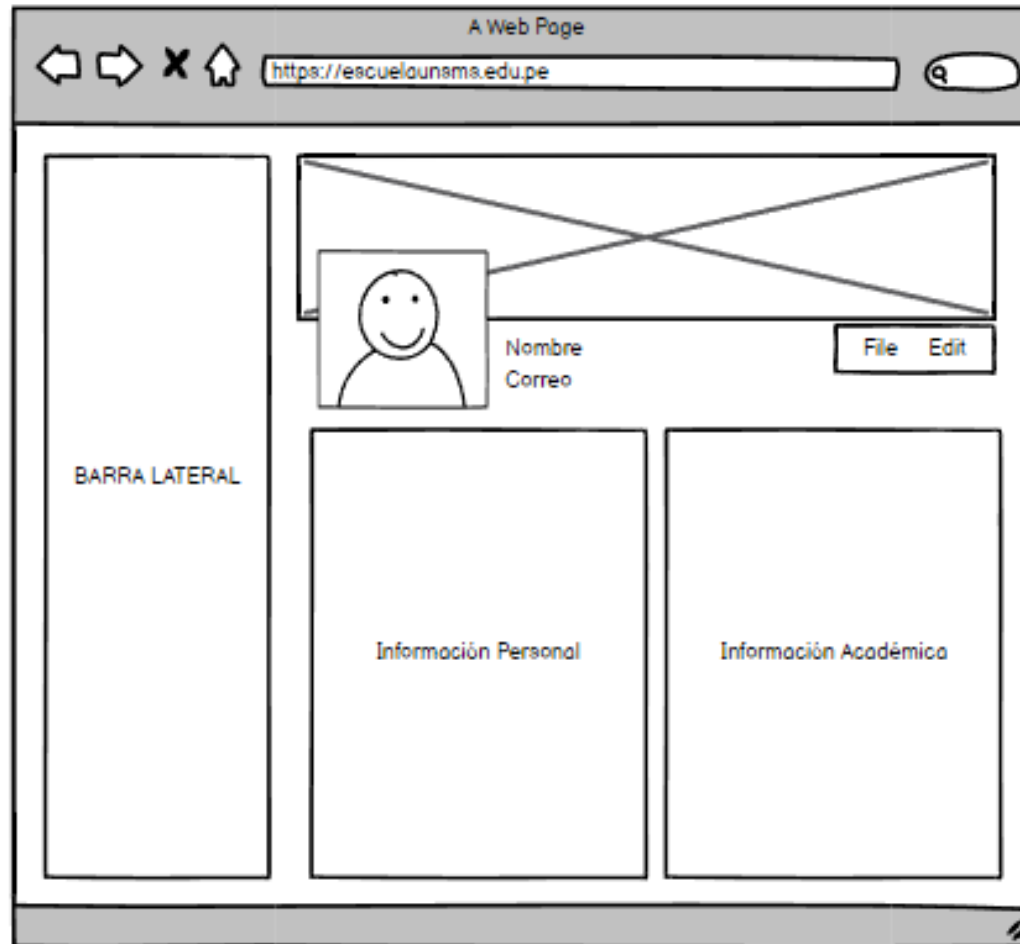 A Web Page
https://escuelaunsms.edu.pe
Nombre
Correo
File Edit
BARRA LATERAL
Información Personal
Información Académica